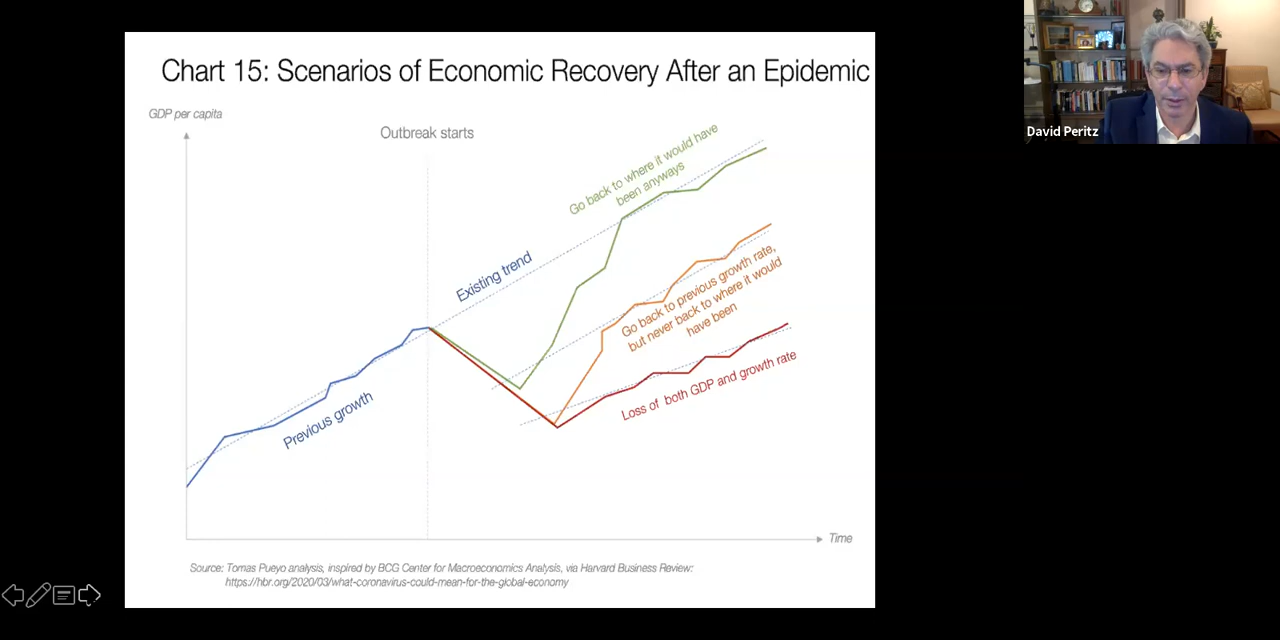 Chart 15: Scenarios of Economic Recovery After an Epidemic
GDP per capita
Outbreak starts
Go back to where it would have
been anyways
Existing trend
Go back to previous growth rate,
but never back to where it would
have been
Previous growth
Loss of both GDP and growth rate
Time
Source: Tomas Pueyo analysis, inspired by BCG Center for Macroeconomics Analysis, via Harvard Business Review:
https://hbr.org/2020/03/what-coronavirus-could-mean-for-the-global-economy
David Peritz